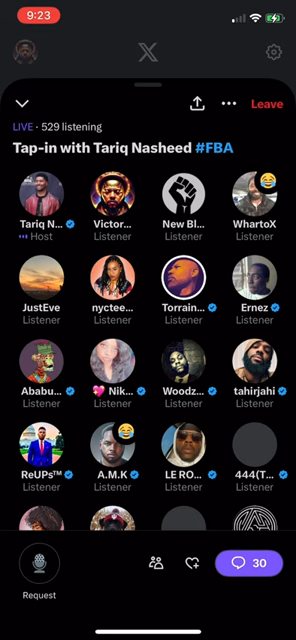 9:23
Leave
LIVE · 529 listening
Tap-in with Tariq Nasheed #FBA
Tariq N... Victor... New Bl... WhartoX
Host Listener Listener Listener
JustEve nyctee... Torrain... Ernez
Listener Listener Listener Listener
Ababu... 💖 Nik... Woodz... tahirjahi
Listener Listener Listener Listener
ReUPs™ A.M.K LE RO... 444(T...
Listener Listener Listener Listener
30
Request